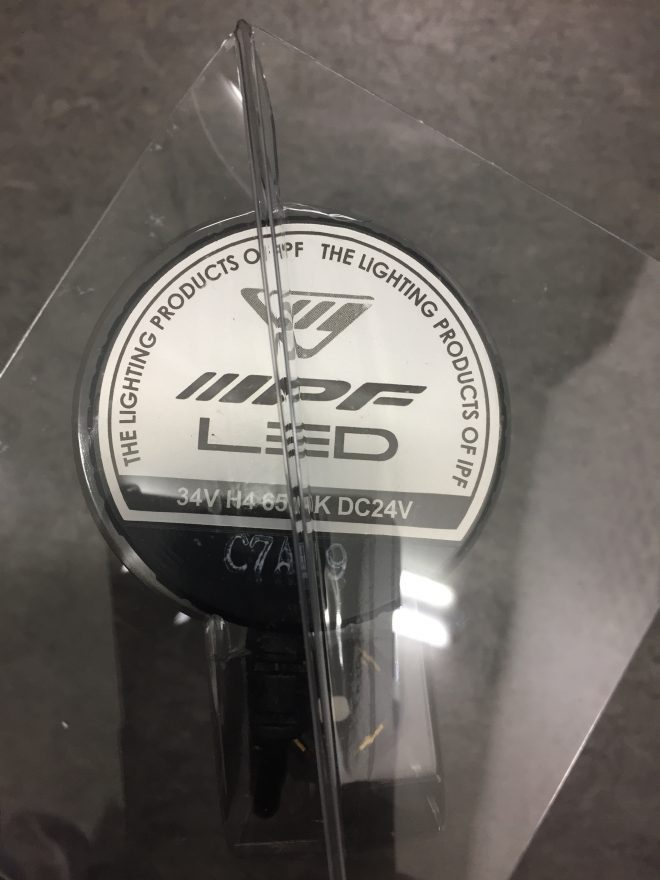 THE LIGHTING PRODUCTS OF IPF THE LIGHTING PRODUCTS OF IPF
IPF
LED
34V H4 K DC24V